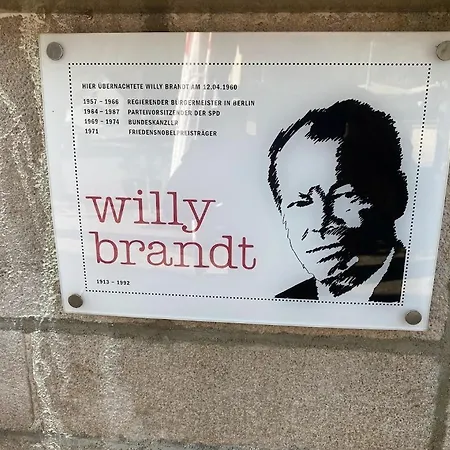 HIER ÜBERNACHTETE WILLY BRANDT AM 12.04.1960
1957 – 1966 REGIERENDER BÜRGERMEISTER IN BERLIN
1964 – 1987 PARTEIVORSITZENDER DER SPD
1969 – 1974 BUNDESKANZLER
1971 FRIEDENSNOBELPREISTRÄGER
willy
brandt
1913 – 1992